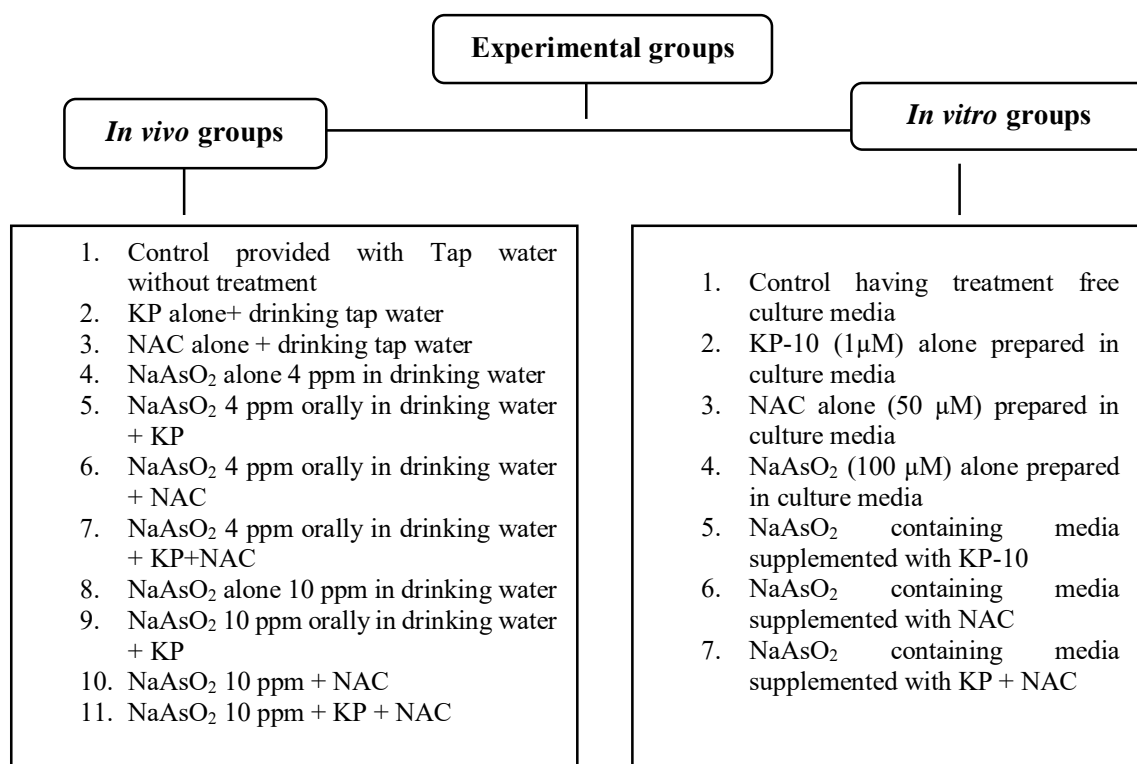 Experimental groups
In vivo groups
In vitro groups
1. Control provided with Tap water
without treatment
2. KP alone+ drinking tap water
3. NAC alone + drinking tap water
4. NaAsO₂ alone 4 ppm in drinking water
5. NaAsO₂ 4 ppm orally in drinking water
+ KP
6. NaAsO₂ 4 ppm orally in drinking water
+ NAC
7. NaAsO₂ 4 ppm orally in drinking water
+ KP+NAC
8. NaAsO₂ alone 10 ppm in drinking water
9. NaAsO₂ 10 ppm orally in drinking water
+ KP
10. NaAsO₂ 10 ppm + NAC
11. NaAsO₂ 10 ppm + KP + NAC
1. Control having treatment free
culture media
2. KP-10 (1μM) alone prepared in
culture media
3. NAC alone (50 μM) prepared in
culture media
4. NaAsO₂ (100 μM) alone prepared
in culture media
5. NaAsO₂ containing media
supplemented with KP-10
6. NaAsO₂ containing media
supplemented with NAC
7. NaAsO₂ containing media
supplemented with KP + NAC